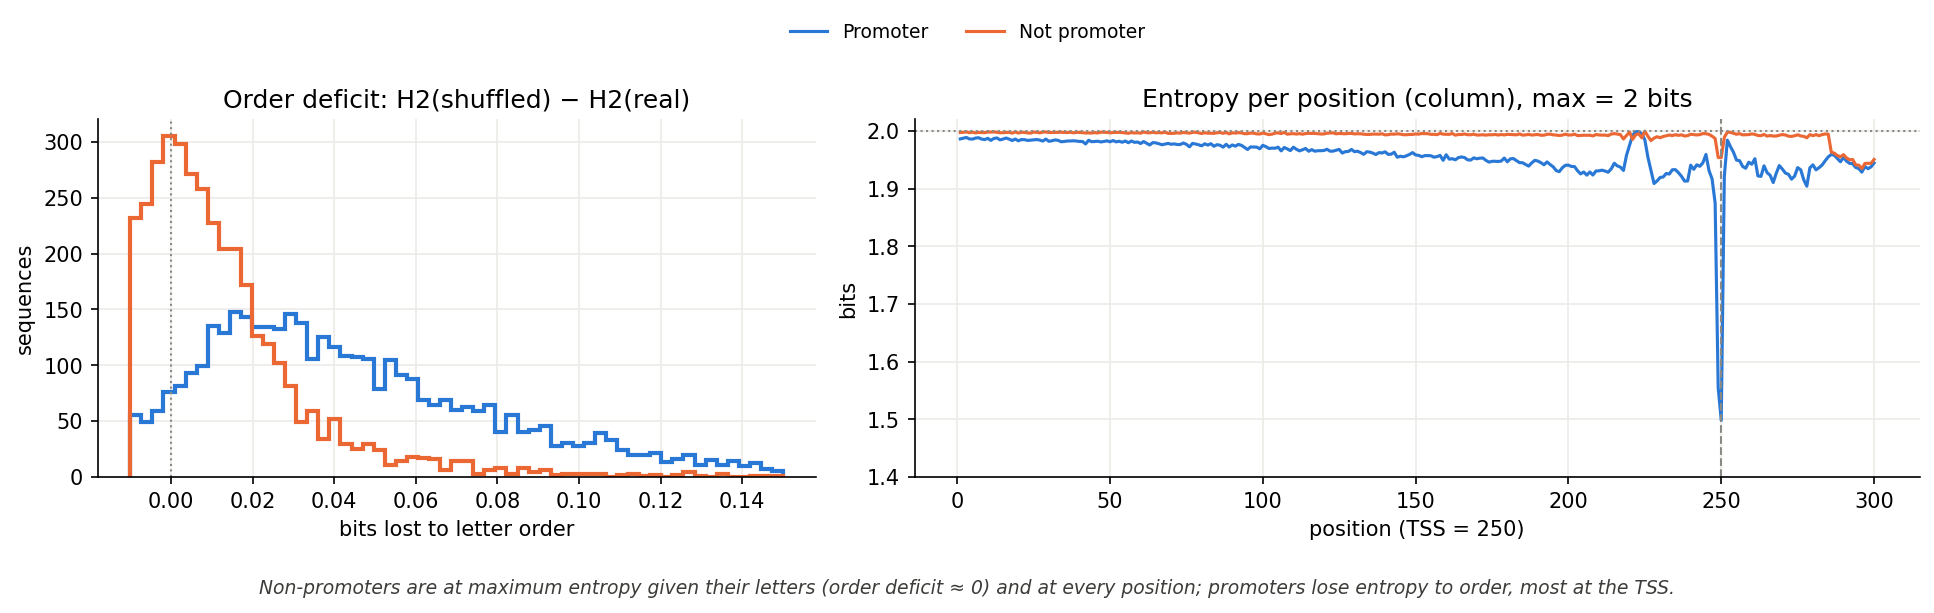 Promoter
Not promoter
Order deficit: H2(shuffled) − H2(real)
300
250
200
150
100
50
0
sequences
0.00 0.02 0.04 0.06 0.08 0.10 0.12 0.14
bits lost to letter order
Entropy per position (column), max = 2 bits
2.0
1.9
1.8
1.7
1.6
1.5
1.4
bits
0 50 100 150 200 250 300
position (TSS = 250)
Non-promoters are at maximum entropy given their letters (order deficit ≈ 0) and at every position; promoters lose entropy to order, most at the TSS.